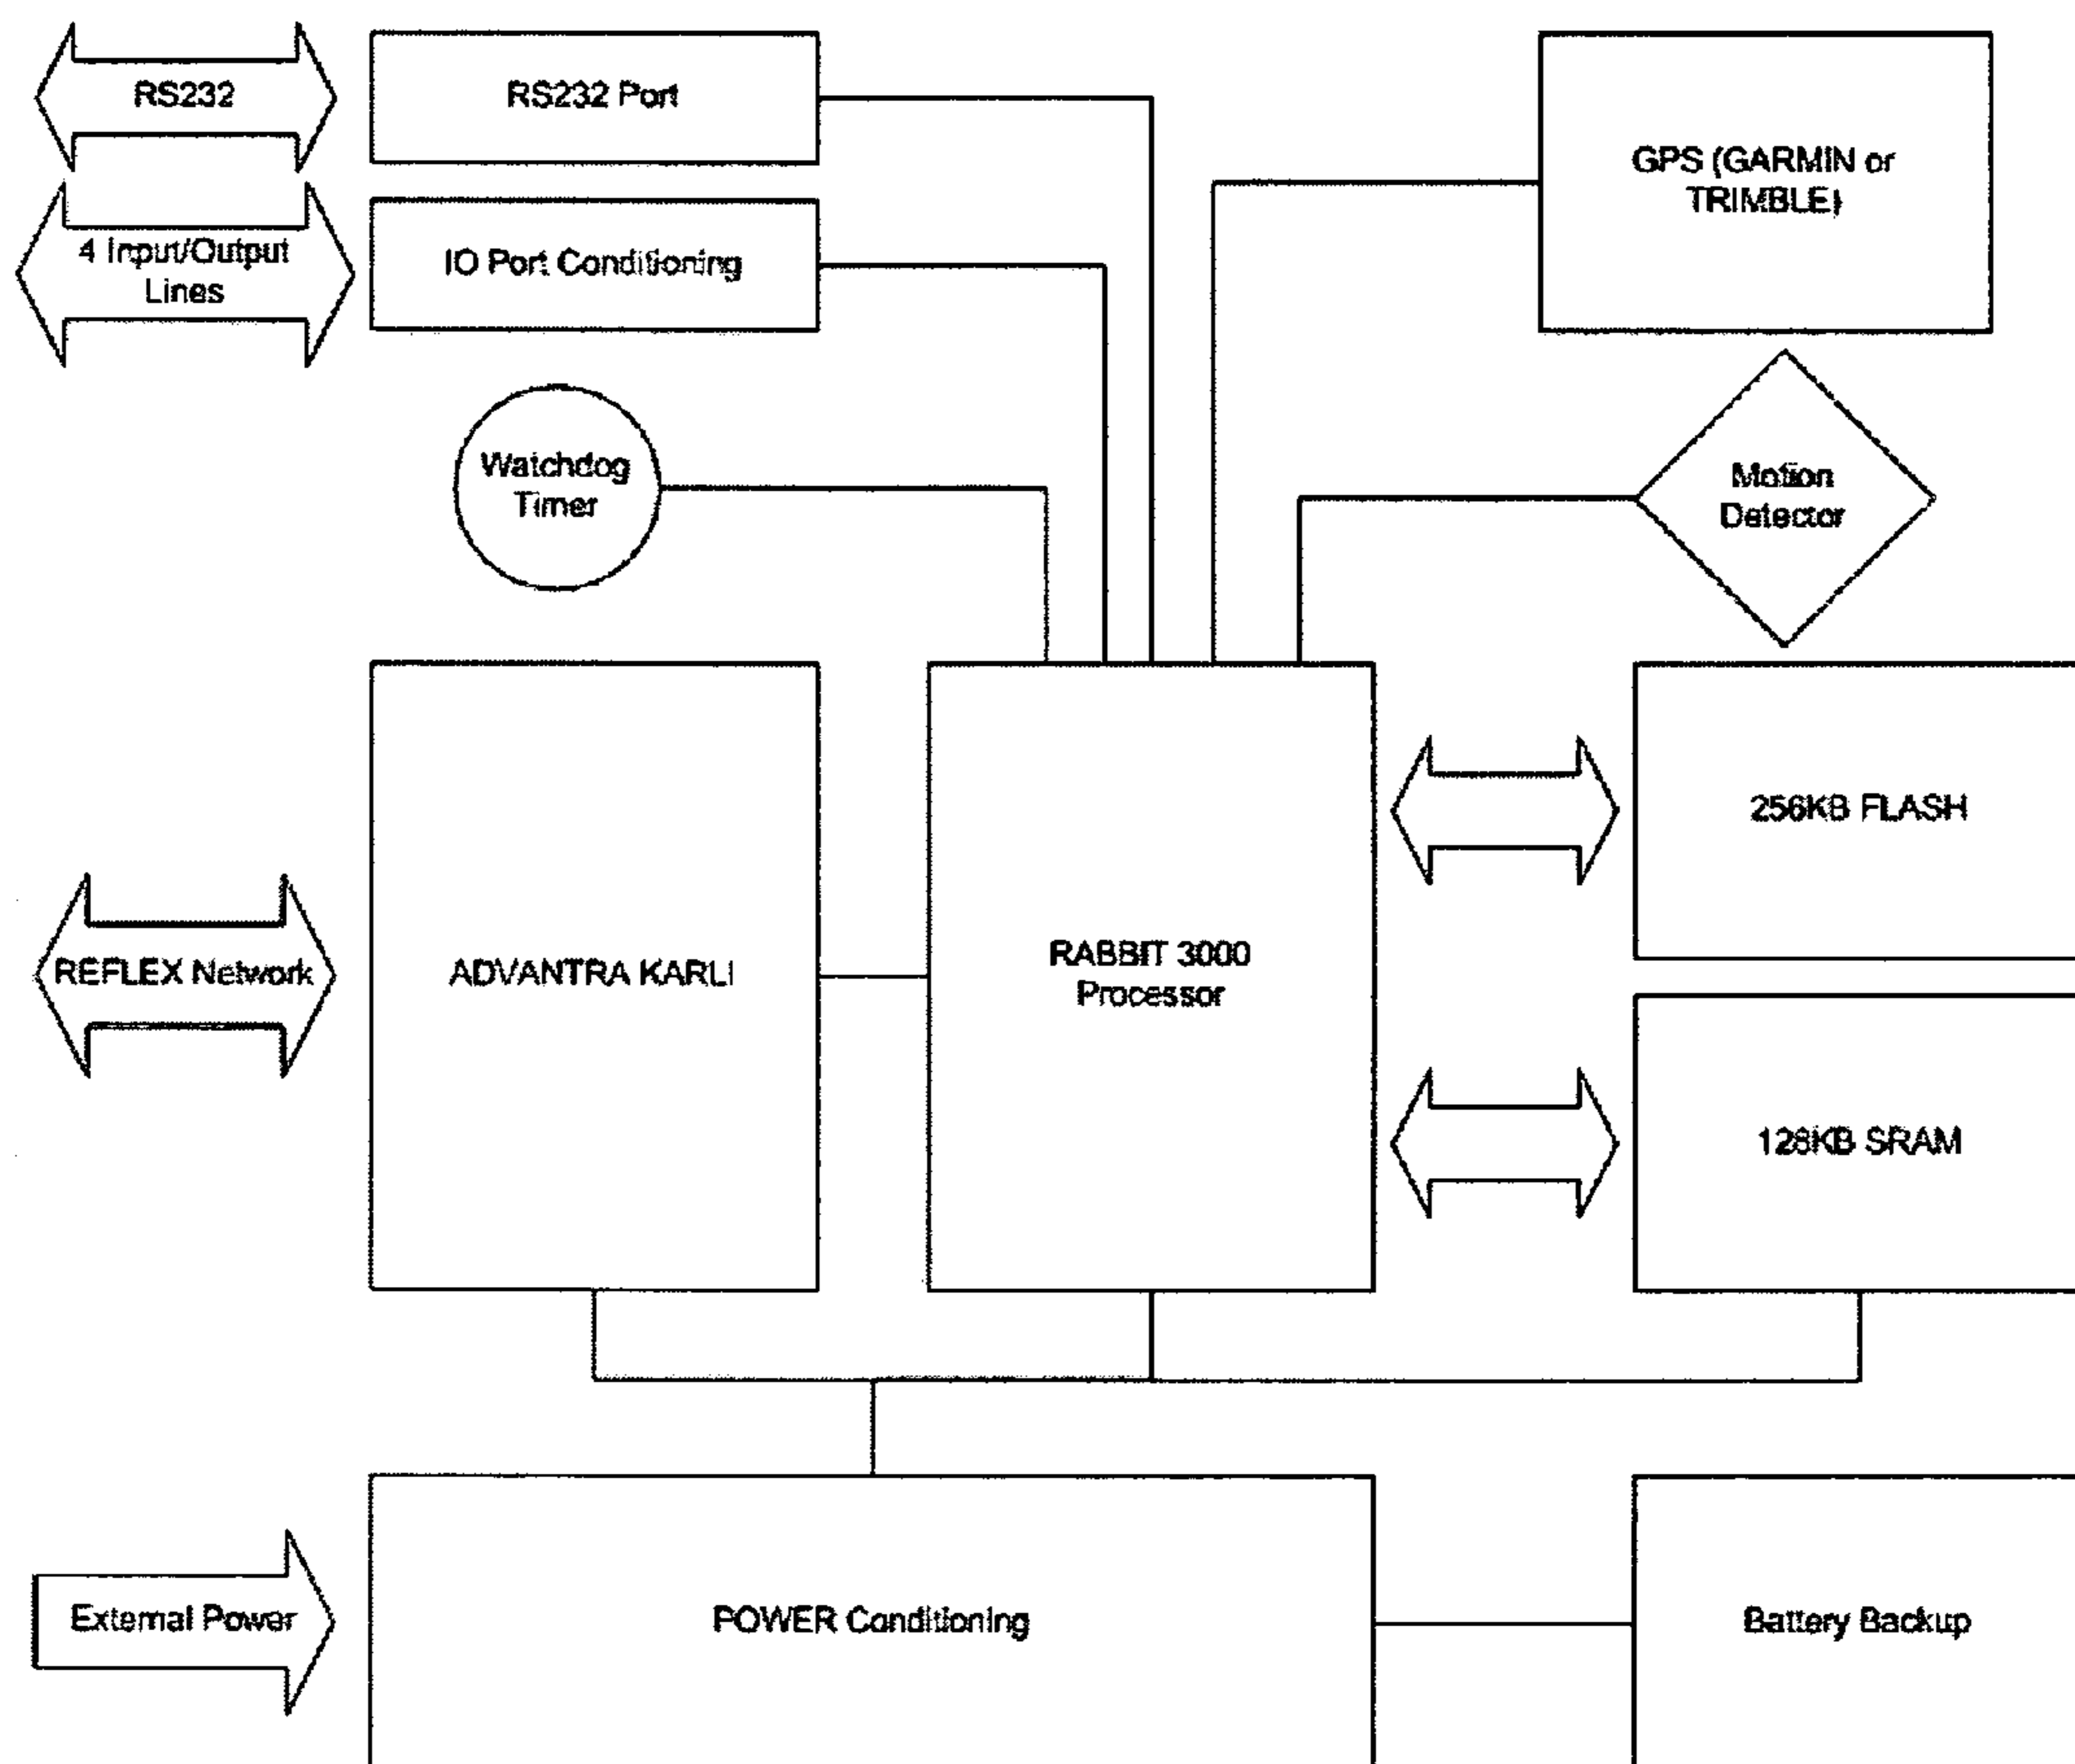 RS232
RS232 Port
GPS (GARMIN or
TRIMBLE)
4 Input/Output
Lines
IO Port Conditioning
Watchdog
Timer
Motion
Detector
256KB FLASH
REFLEX Network
ADVANTRA KARLI
RABBIT 3000
Processor
128KB SRAM
External Power
POWER Conditioning
Battery Backup